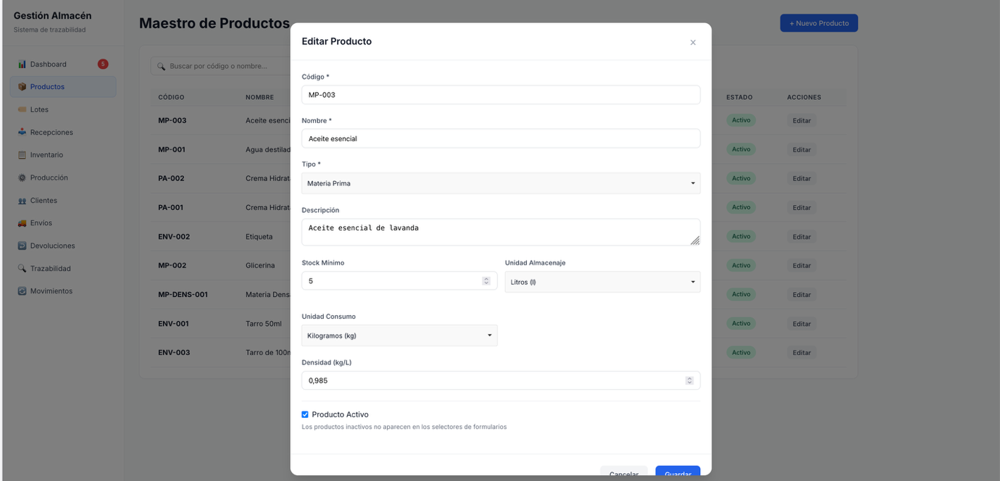 Gestión Almacén
Sistema de trazabilidad
Dashboard 5
Productos
Lotes
Recepciones
Inventario
Producción
Clientes
Envíos
Devoluciones
Trazabilidad
Movimientos
Maestro de Productos
+ Nuevo Producto
Buscar por código o nombre...
CÓDIGO NOMBRE ESTADO ACCIONES
MP-003 Aceite esenci Activo Editar
MP-001 Agua destilad Activo Editar
PA-002 Crema Hidrat Activo Editar
PA-001 Crema Hidrat Activo Editar
ENV-002 Etiqueta Activo Editar
MP-002 Glicerina Activo Editar
MP-DENS-001 Materia Dens Activo Editar
ENV-001 Tarro 50ml Activo Editar
ENV-003 Tarro de 100m Activo Editar
Editar Producto ×
Código *
MP-003
Nombre *
Aceite esencial
Tipo *
Materia Prima
Descripción
Aceite esencial de lavanda
Stock Mínimo Unidad Almacenaje
5 Litros (l)
Unidad Consumo
Kilogramos (kg)
Densidad (kg/L)
0,985
Producto Activo
Los productos inactivos no aparecen en los selectores de formularios
Cancelar Guardar